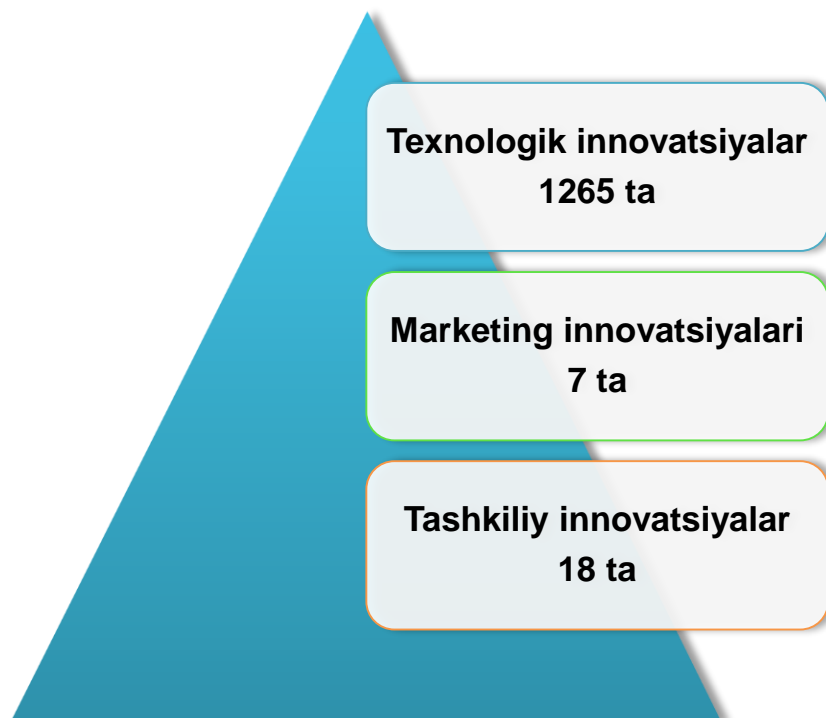 Texnologik innovatsiyalar
1265 ta
Marketing innovatsiyalari
7 ta
Tashkiliy innovatsiyalar
18 ta